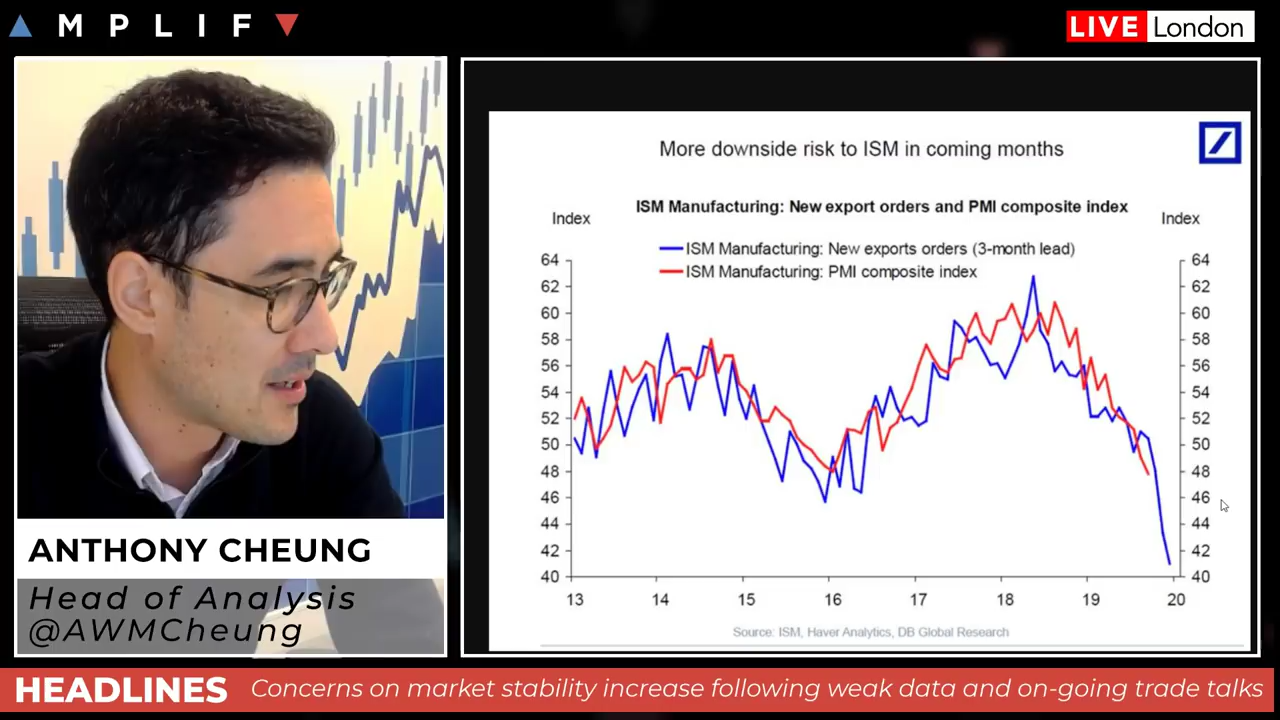 MPLIF
LIVE London
More downside risk to ISM in coming months
ISM Manufacturing: New export orders and PMI composite index
Index
Index
ISM Manufacturing: New exports orders (3-month lead)
ISM Manufacturing: PMI composite index
64
62
60
58
56
54
52
50
48
46
44
42
40
64
62
60
58
56
54
52
50
48
46
44
42
40
13 14 15 16 17 18 19 20
Source: ISM, Haver Analytics, DB Global Research
ANTHONY CHEUNG
Head of Analysis
@AWMCheung
HEADLINES Concerns on market stability increase following weak data and on-going trade talks